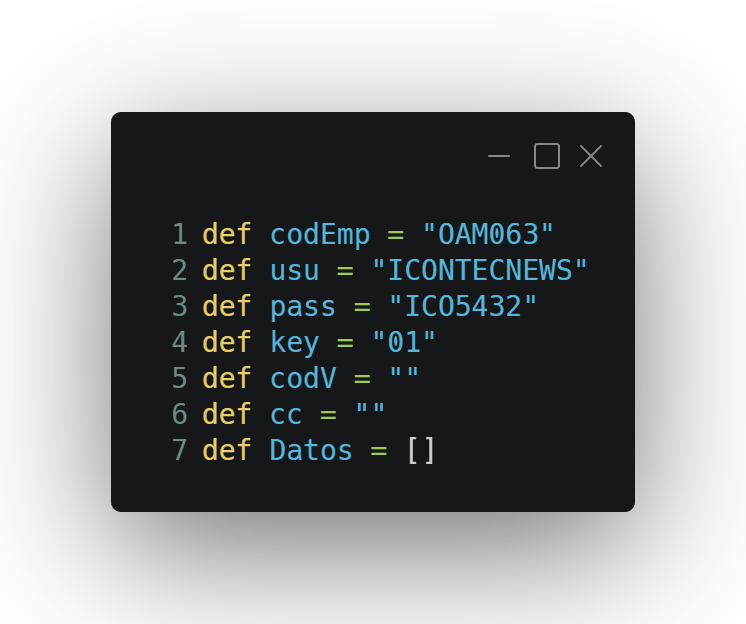 1 def codEmp = "OAM063"
2 def usu = "ICONTECNEWS"
3 def pass = "ICO5432"
4 def key = "01"
5 def codV = ""
6 def cc = ""
7 def Datos = []